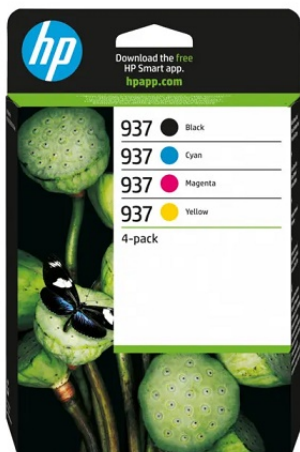 hp
Download the free
HP Smart app.
hpapp.com
937 Black
937 Cyan
937 Magenta
937 Yellow
4-pack